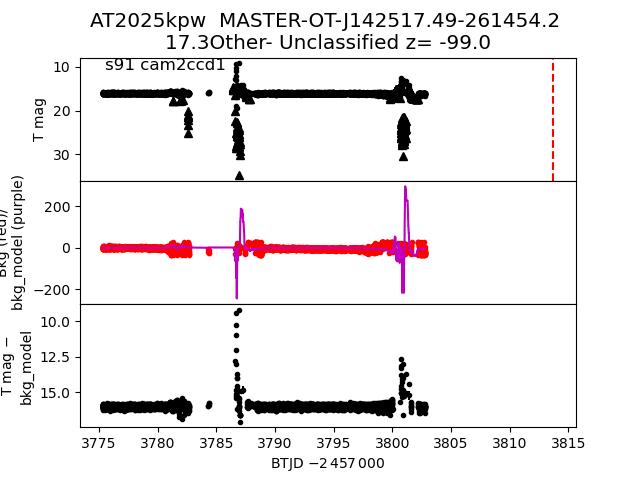 AT2025kpw  MASTER-OT-J142517.49-261454.2
17.3Other- Unclassified z= -99.0
s91 cam2ccd1
T mag
10
20
30
bkg_model (purple)
200
0
−200
T mag −
bkg_model
10.0
12.5
15.0
3775 3780 3785 3790 3795 3800 3805 3810 3815
BTJD −2 457 000